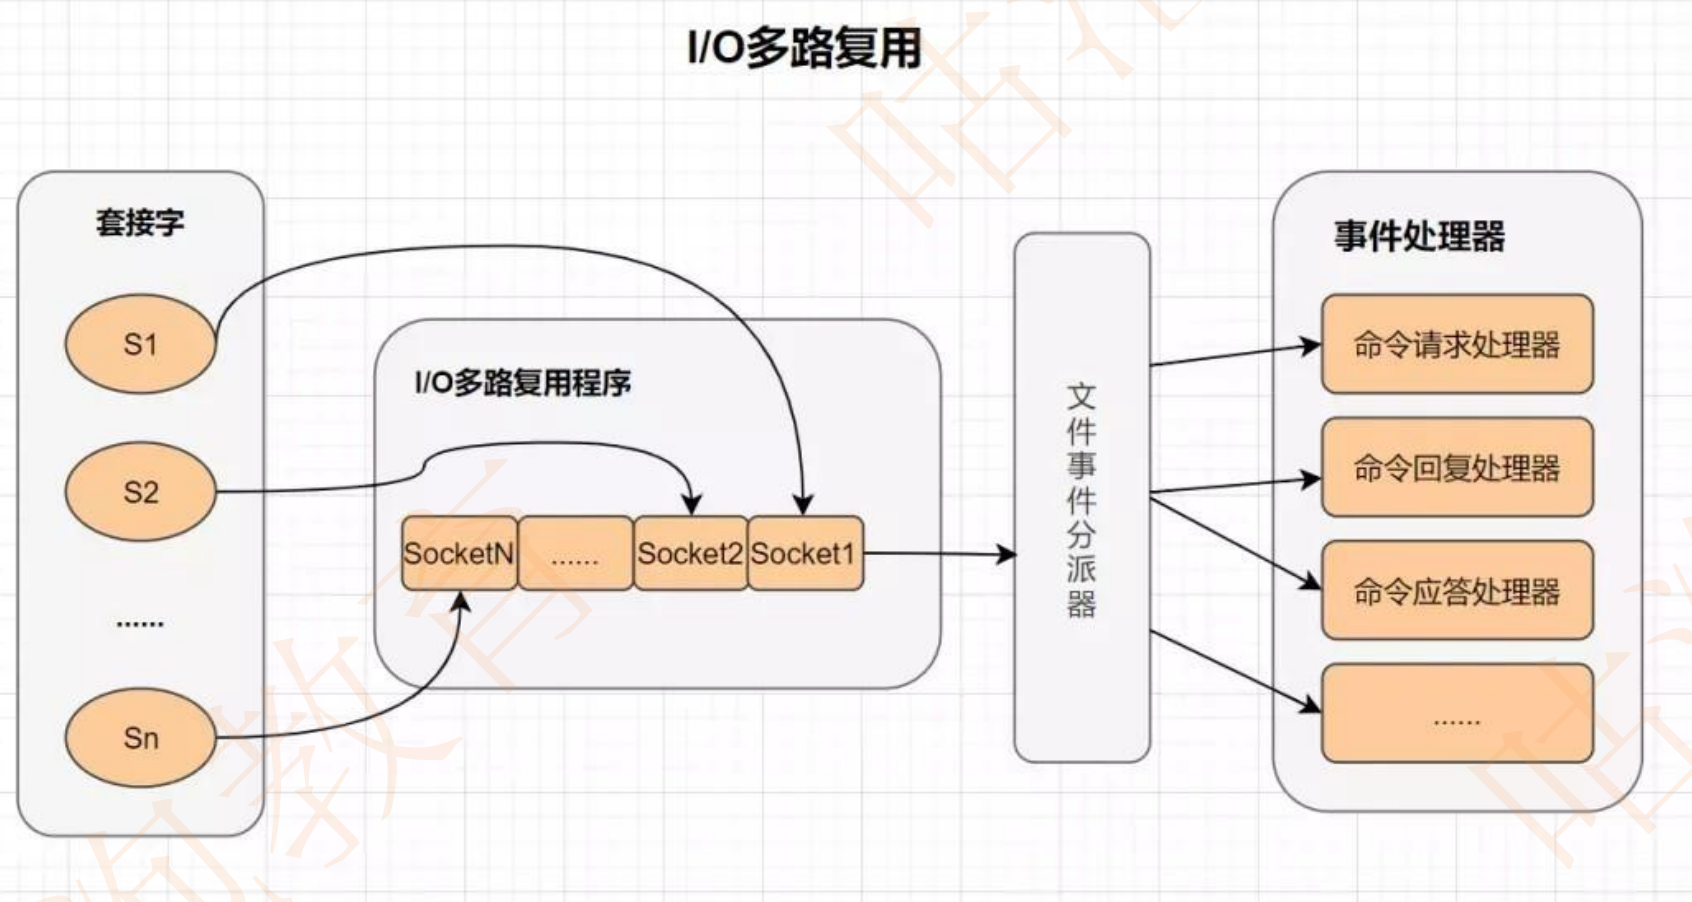 I/O多路复用
套接字
S1
S2
......
Sn
I/O多路复用程序
SocketN
......
Socket2
Socket1
文件事件分派器
事件处理器
命令请求处理器
命令回复处理器
命令应答处理器
......